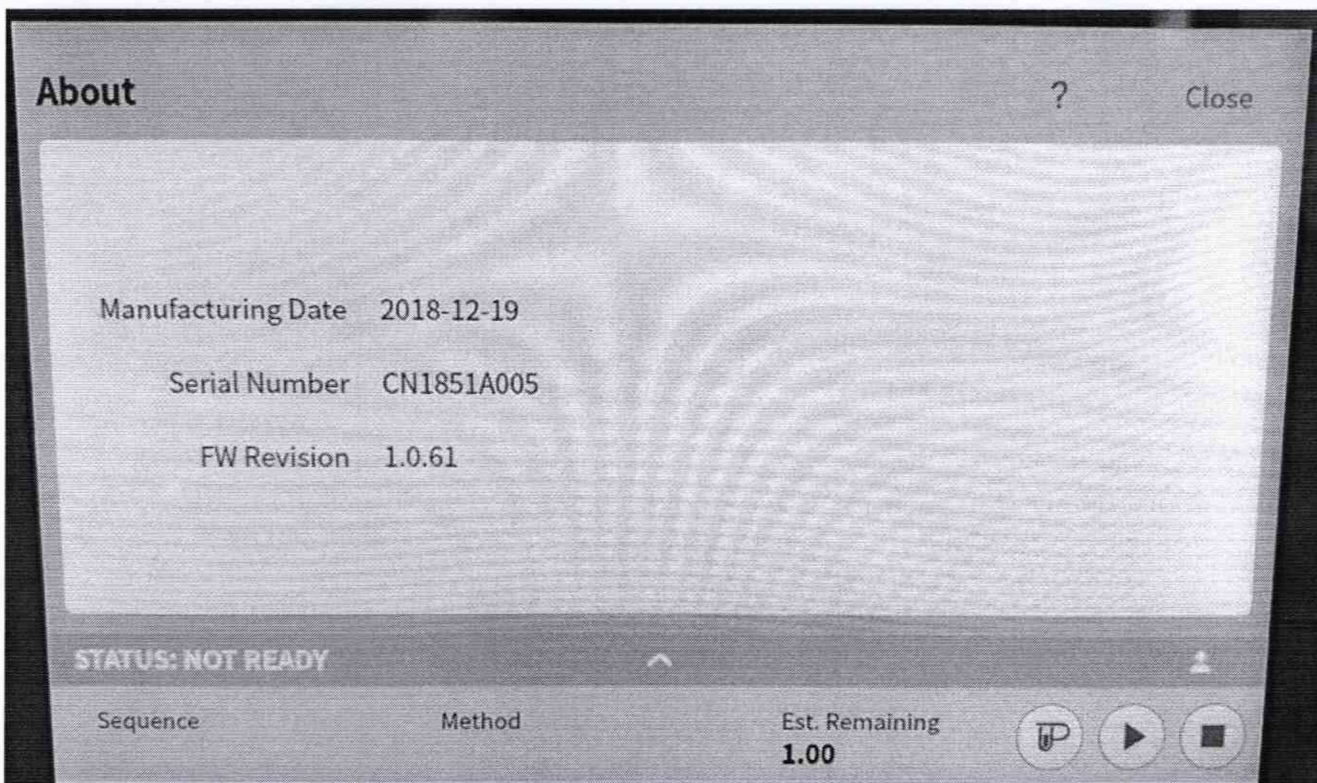 About ? Close
Manufacturing Date 2018-12-19
Serial Number CN1851A005
FW Revision 1.0.61
STATUS: NOT READY
Sequence Method Est. Remaining
1.00